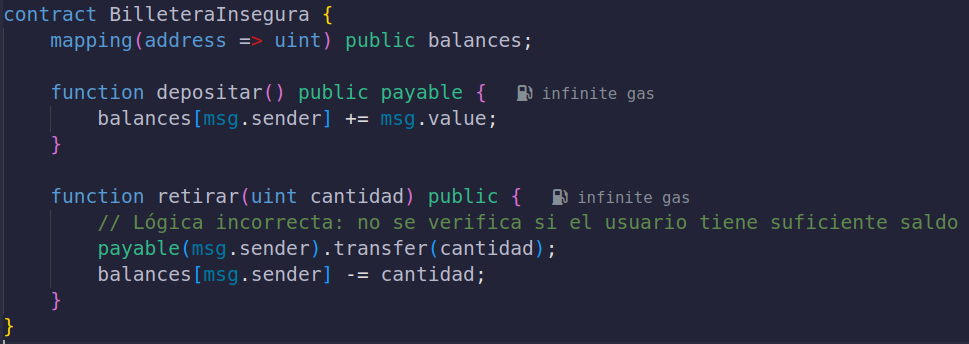 contract BilleteraInsegura {
mapping(address => uint) public balances;
function depositar() public payable { infinite gas
balances[msg.sender] += msg.value;
}
function retirar(uint cantidad) public { infinite gas
// Lógica incorrecta: no se verifica si el usuario tiene suficiente saldo
payable(msg.sender).transfer(cantidad);
balances[msg.sender] -= cantidad;
}
}